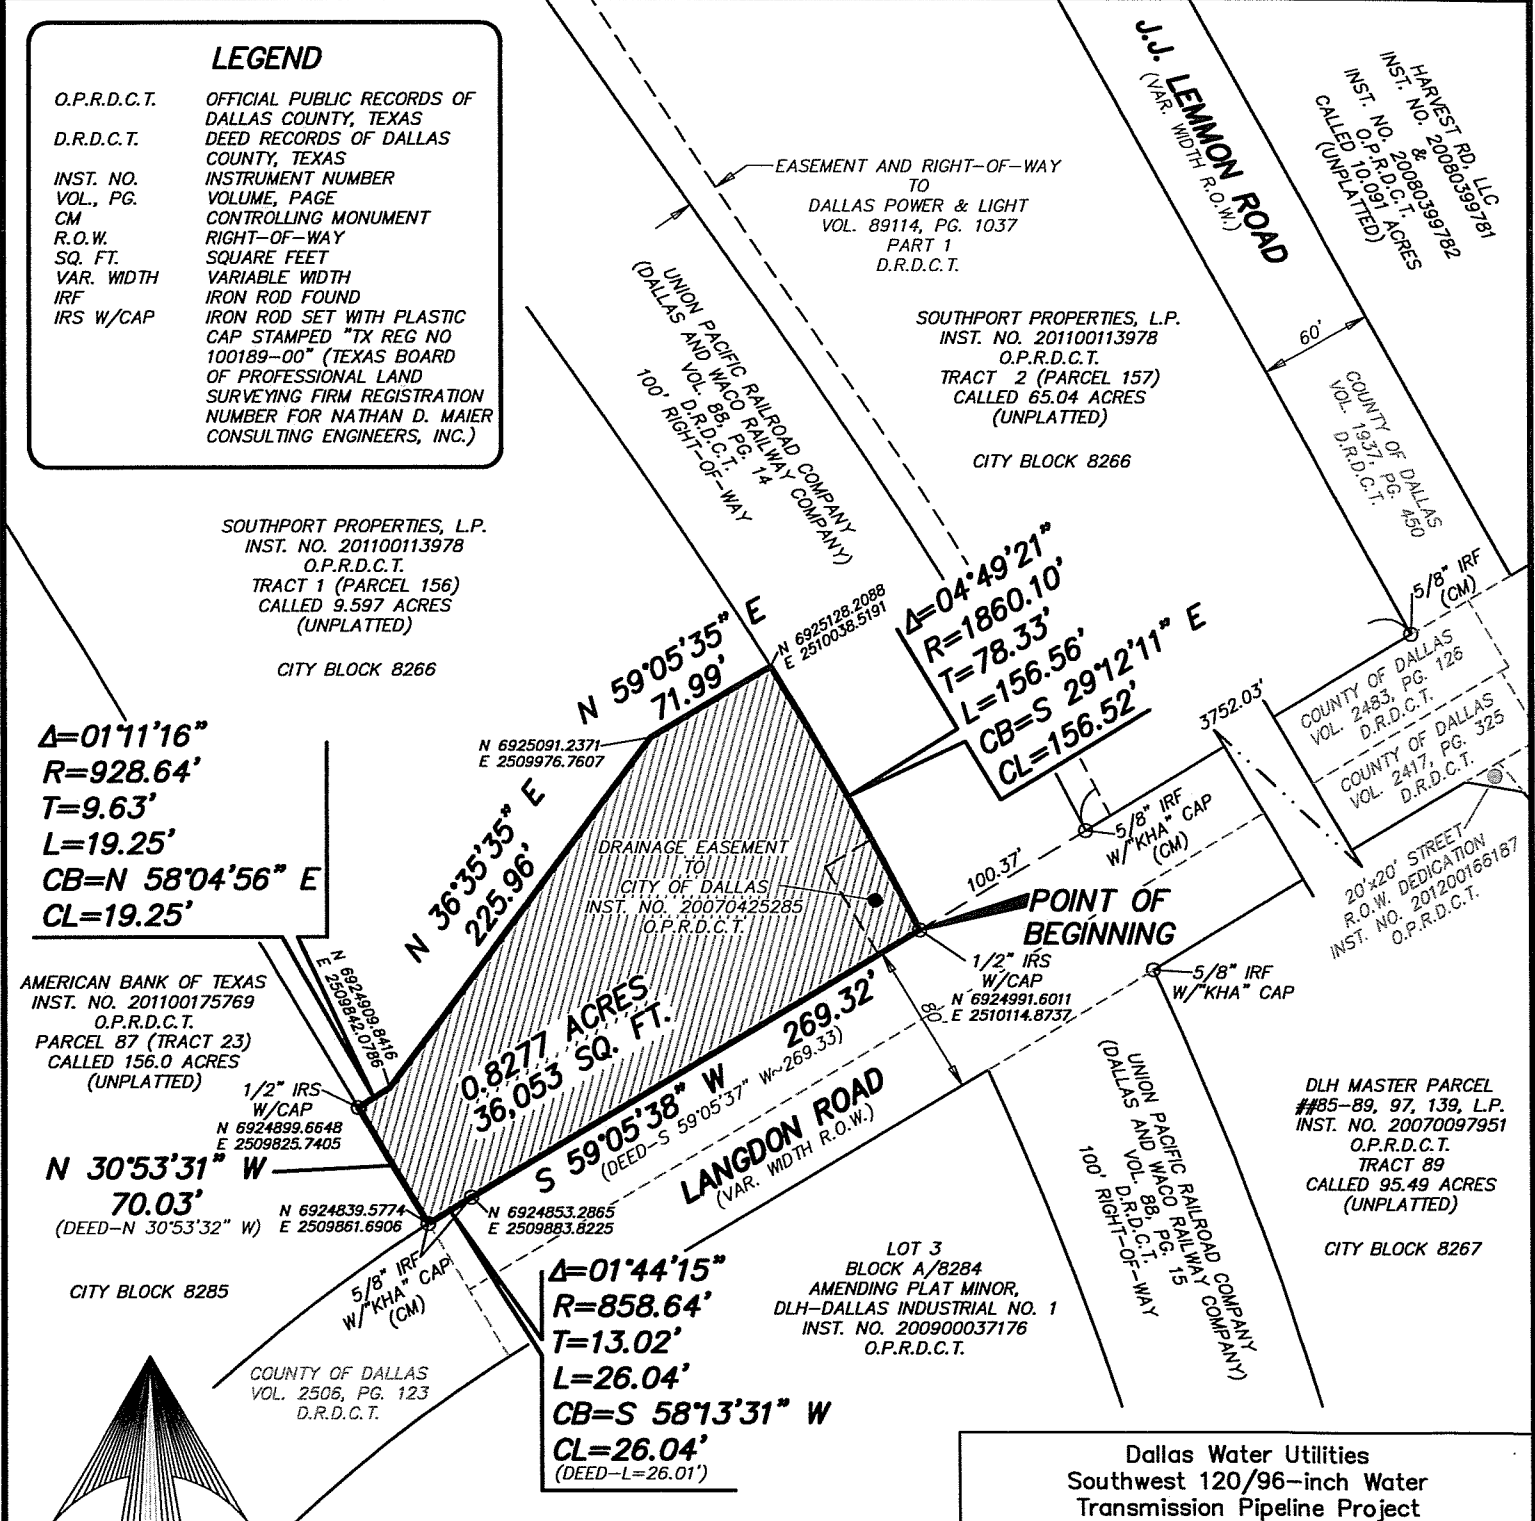 LEGEND
O.P.R.D.C.T. OFFICIAL PUBLIC RECORDS OF
DALLAS COUNTY, TEXAS
D.R.D.C.T. DEED RECORDS OF DALLAS
COUNTY, TEXAS
INST. NO. INSTRUMENT NUMBER
VOL., PG. VOLUME, PAGE
CM CONTROLLING MONUMENT
R.O.W. RIGHT-OF-WAY
SQ. FT. SQUARE FEET
VAR. WIDTH VARIABLE WIDTH
IRF IRON ROD FOUND
IRS W/CAP IRON ROD SET WITH PLASTIC
CAP STAMPED "TX REG NO
100189-00" (TEXAS BOARD
OF PROFESSIONAL LAND
SURVEYING FIRM REGISTRATION
NUMBER FOR NATHAN D. MAIER
CONSULTING ENGINEERS, INC.)
EASEMENT AND RIGHT-OF-WAY
TO
DALLAS POWER & LIGHT
VOL. 89114, PG. 1037
PART 1
D.R.D.C.T.
J.J. LEMMON ROAD
(VAR. WIDTH R.O.W.)
HARVEST RD, LLC
INST. NO. 20080399781
&
INST. NO. 20080399782
O.P.R.D.C.T.
CALLED 10.091 ACRES
(UNPLATTED)
UNION PACIFIC RAILROAD COMPANY
(DALLAS AND WACO RAILWAY COMPANY)
VOL. 88, PG. 14
D.R.D.C.T.
100' RIGHT-OF-WAY
SOUTHPORT PROPERTIES, L.P.
INST. NO. 201100113978
O.P.R.D.C.T.
TRACT 2 (PARCEL 157)
CALLED 65.04 ACRES
(UNPLATTED)
CITY BLOCK 8266
60'
COUNTY OF DALLAS
VOL. 1937, PG. 450
D.R.D.C.T.
SOUTHPORT PROPERTIES, L.P.
INST. NO. 201100113978
O.P.R.D.C.T.
TRACT 1 (PARCEL 156)
CALLED 9.597 ACRES
(UNPLATTED)
CITY BLOCK 8266
5/8" IRF
(CM)
N 59°05'35" E
71.99'
N 6925128.2088
E 2510038.5191
Δ=04°49'21"
R=1860.10'
T=78.33'
L=156.56'
CB=S 29°12'11" E
CL=156.52'
3752.03'
COUNTY OF DALLAS
VOL. 2483, PG. 126
D.R.D.C.T.
COUNTY OF DALLAS
VOL. 2417, PG. 325
D.R.D.C.T.
Δ=01°11'16"
R=928.64'
T=9.63'
L=19.25'
CB=N 58°04'56" E
CL=19.25'
N 6925091.2371
E 2509976.7607
N 36°35'35" E
225.96'
DRAINAGE EASEMENT
TO
CITY OF DALLAS
INST. NO. 20070425285
O.P.R.D.C.T.
5/8" IRF
W/"KHA" CAP
(CM)
100.37'
20'x20' STREET
R.O.W. DEDICATION
INST. NO. 201200166187
O.P.R.D.C.T.
POINT OF
BEGINNING
1/2" IRS
W/CAP
N 6924991.6011
E 2510114.8737
5/8" IRF
W/"KHA" CAP
AMERICAN BANK OF TEXAS
INST. NO. 201100175769
O.P.R.D.C.T.
PARCEL 87 (TRACT 23)
CALLED 156.0 ACRES
(UNPLATTED)
N 6924909.8416
E 2509842.0786
0.8277 ACRES
36,053 SQ. FT.
1/2" IRS
W/CAP
N 6924899.6648
E 2509825.7405
S 59°05'38" W 269.32'
(DEED-S 59°05'37" W~269.33)
80'
LANGDON ROAD
(VAR. WIDTH R.O.W.)
N 30°53'31" W
70.03'
(DEED-N 30°53'32" W)
N 6924839.5774
E 2509861.6906
N 6924853.2865
E 2509883.8225
UNION PACIFIC RAILROAD COMPANY
(DALLAS AND WACO RAILWAY COMPANY)
VOL. 88, PG. 15
D.R.D.C.T.
100' RIGHT-OF-WAY
DLH MASTER PARCEL
##85-89, 97, 139, L.P.
INST. NO. 20070097951
O.P.R.D.C.T.
TRACT 89
CALLED 95.49 ACRES
(UNPLATTED)
CITY BLOCK 8267
CITY BLOCK 8285
5/8" IRF
W/"KHA" CAP
(CM)
Δ=01°44'15"
R=858.64'
T=13.02'
L=26.04'
CB=S 58°13'31" W
CL=26.04'
(DEED-L=26.01')
LOT 3
BLOCK A/8284
AMENDING PLAT MINOR,
DLH-DALLAS INDUSTRIAL NO. 1
INST. NO. 200900037176
O.P.R.D.C.T.
COUNTY OF DALLAS
VOL. 2506, PG. 123
D.R.D.C.T.
Dallas Water Utilities
Southwest 120/96-inch Water
Transmission Pipeline Project